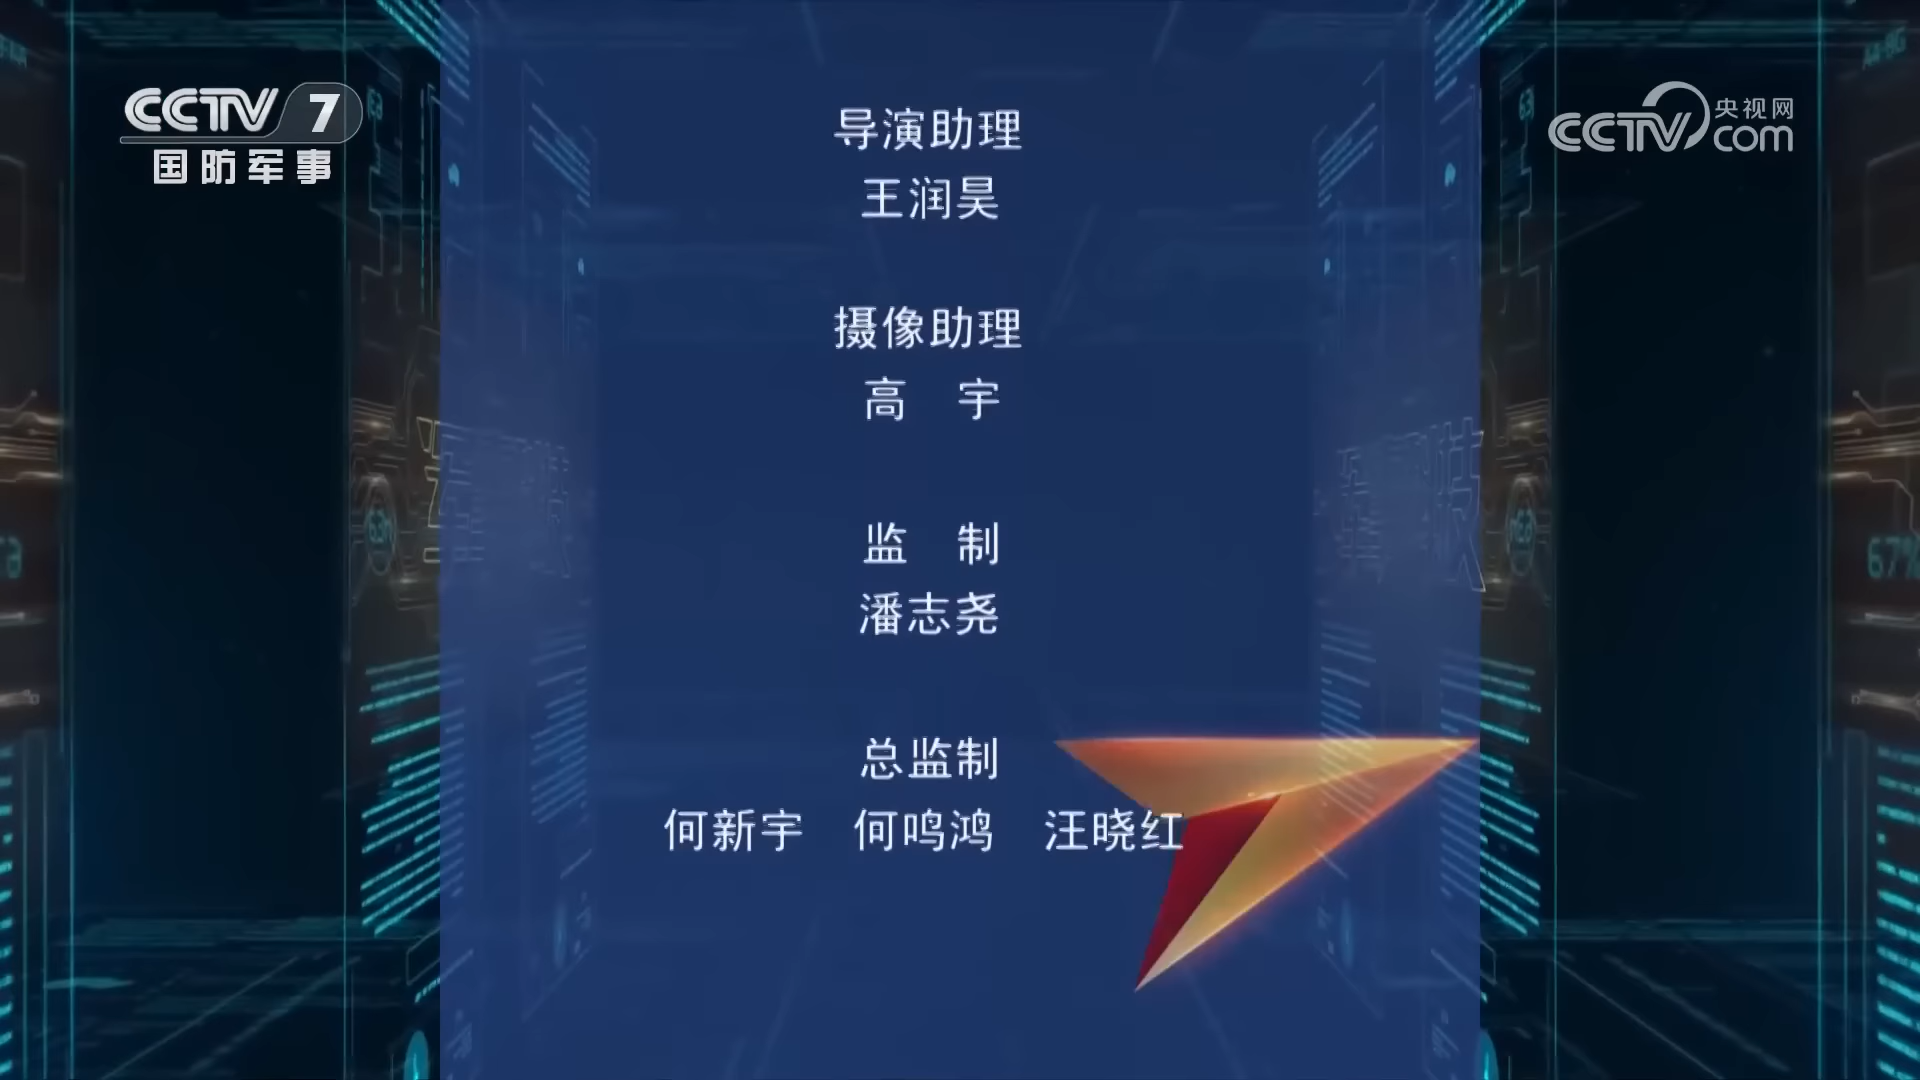 CCTV 7
国防军事
央视网
CCTV com
导演助理
王润昊
摄像助理
高 宇
监 制
潘志尧
总监制
何新宇 何鸣鸿 汪晓红
67%